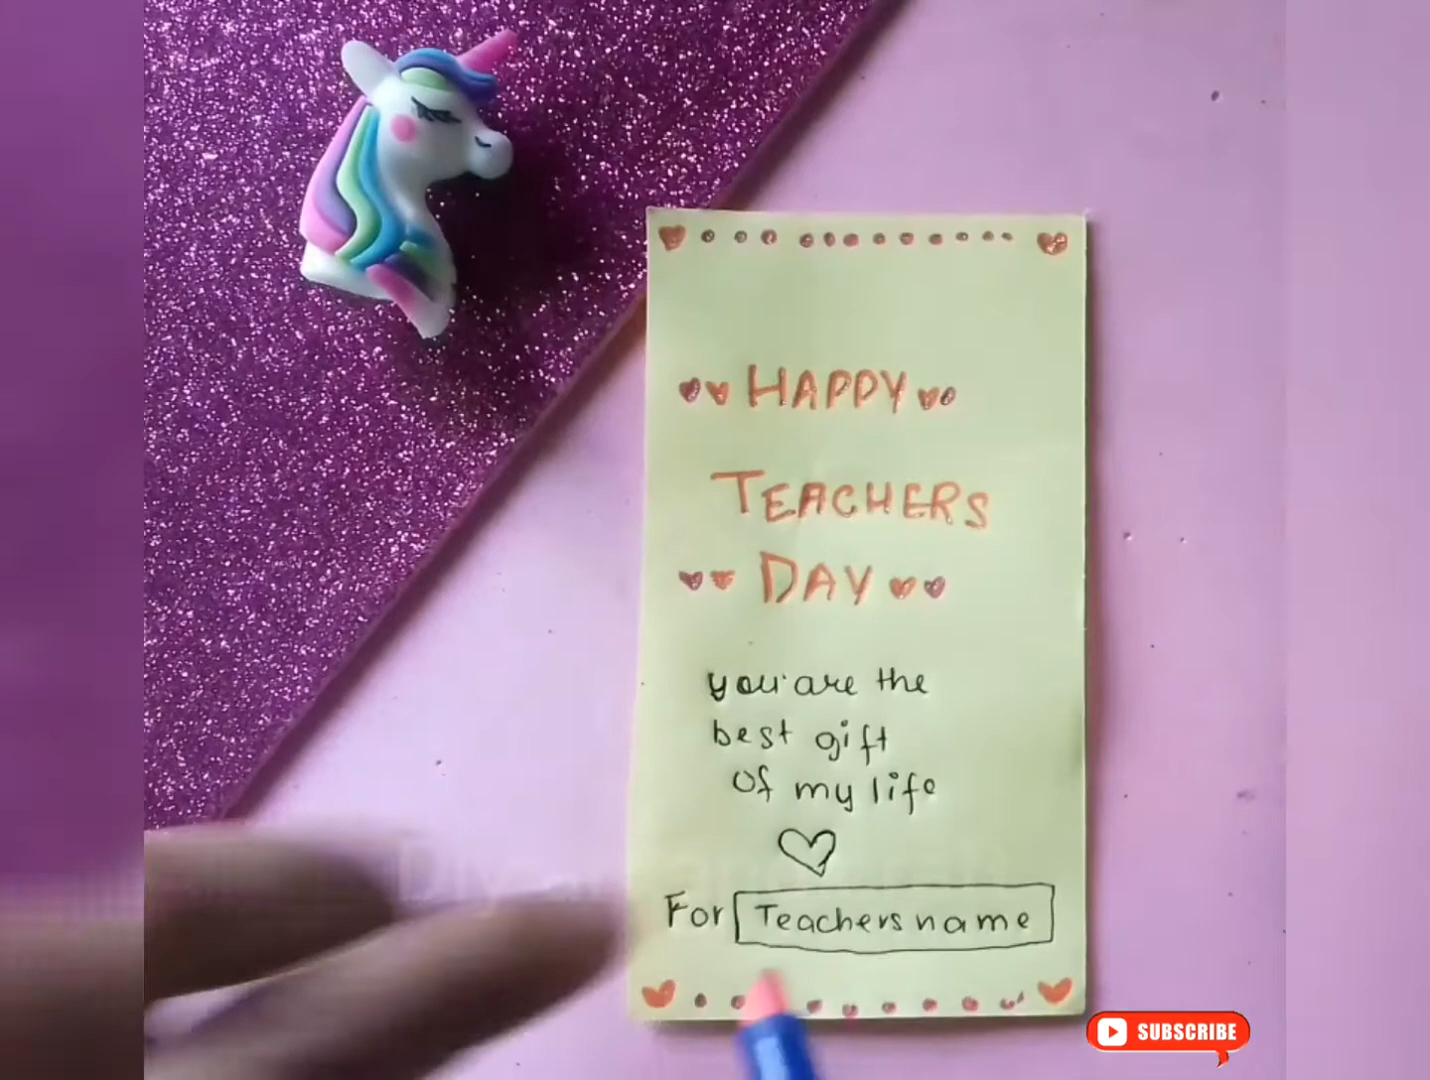 HAPPY
TEACHERS
DAY
you are the
best gift
of my life
For Teachers name
SUBSCRIBE